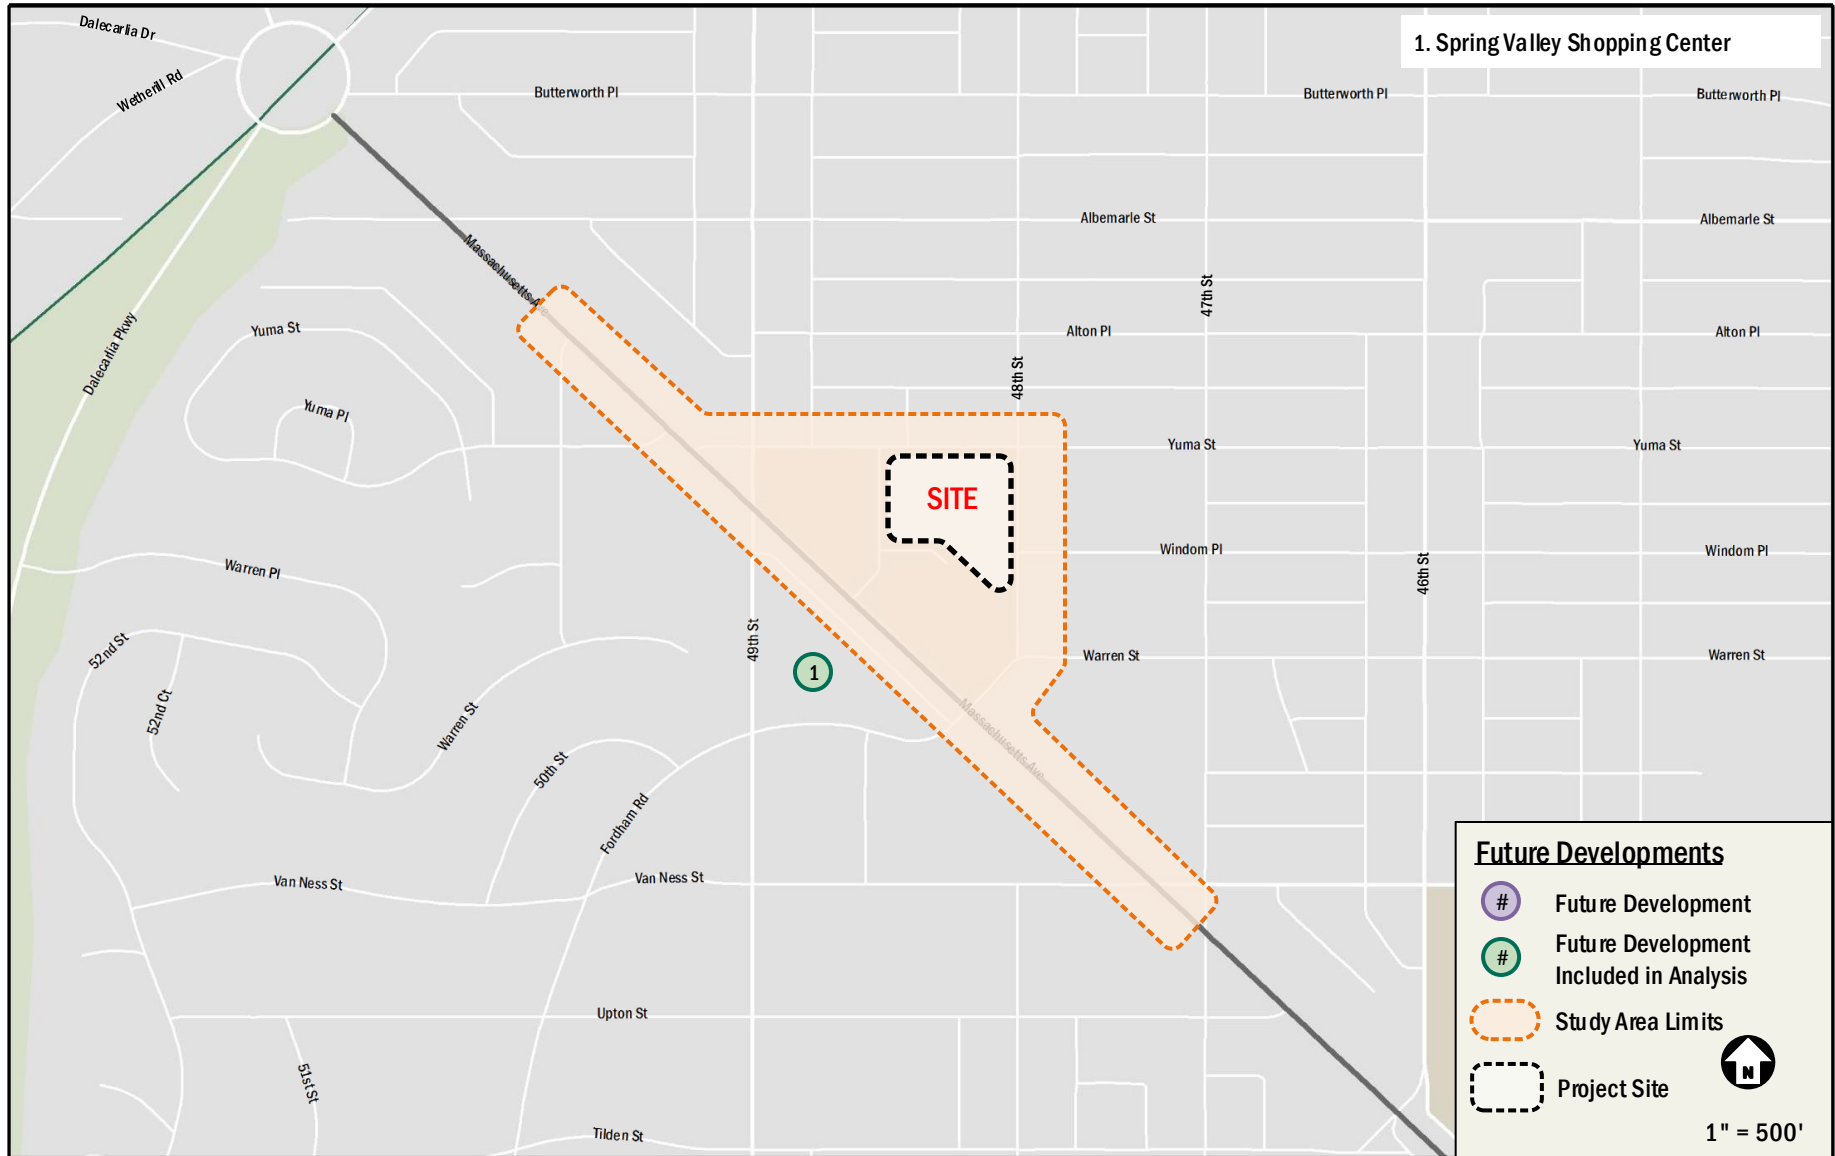 Dalecarlia Dr
1. Spring Valley Shopping Center
Wetherill Rd
Butterworth Pl
Butterworth Pl
Butterworth Pl
Albemarle St
Albemarle St
Massachusetts Ave
47th St
Yuma St
Alton Pl
Alton Pl
Dalecarlia Pkwy
48th St
Yuma Pl
Yuma St
Yuma St
SITE
Windom Pl
Windom Pl
Warren Pl
46th St
49th St
52nd St
Warren St
Warren St
1
52nd Ct
Warren St
Massachusetts Ave
50th St
Fordham Rd
Van Ness St
Van Ness St
Upton St
51st St
Tilden St
Future Developments
# Future Development
# Future Development
Included in Analysis
Study Area Limits
N
Project Site
1" = 500'